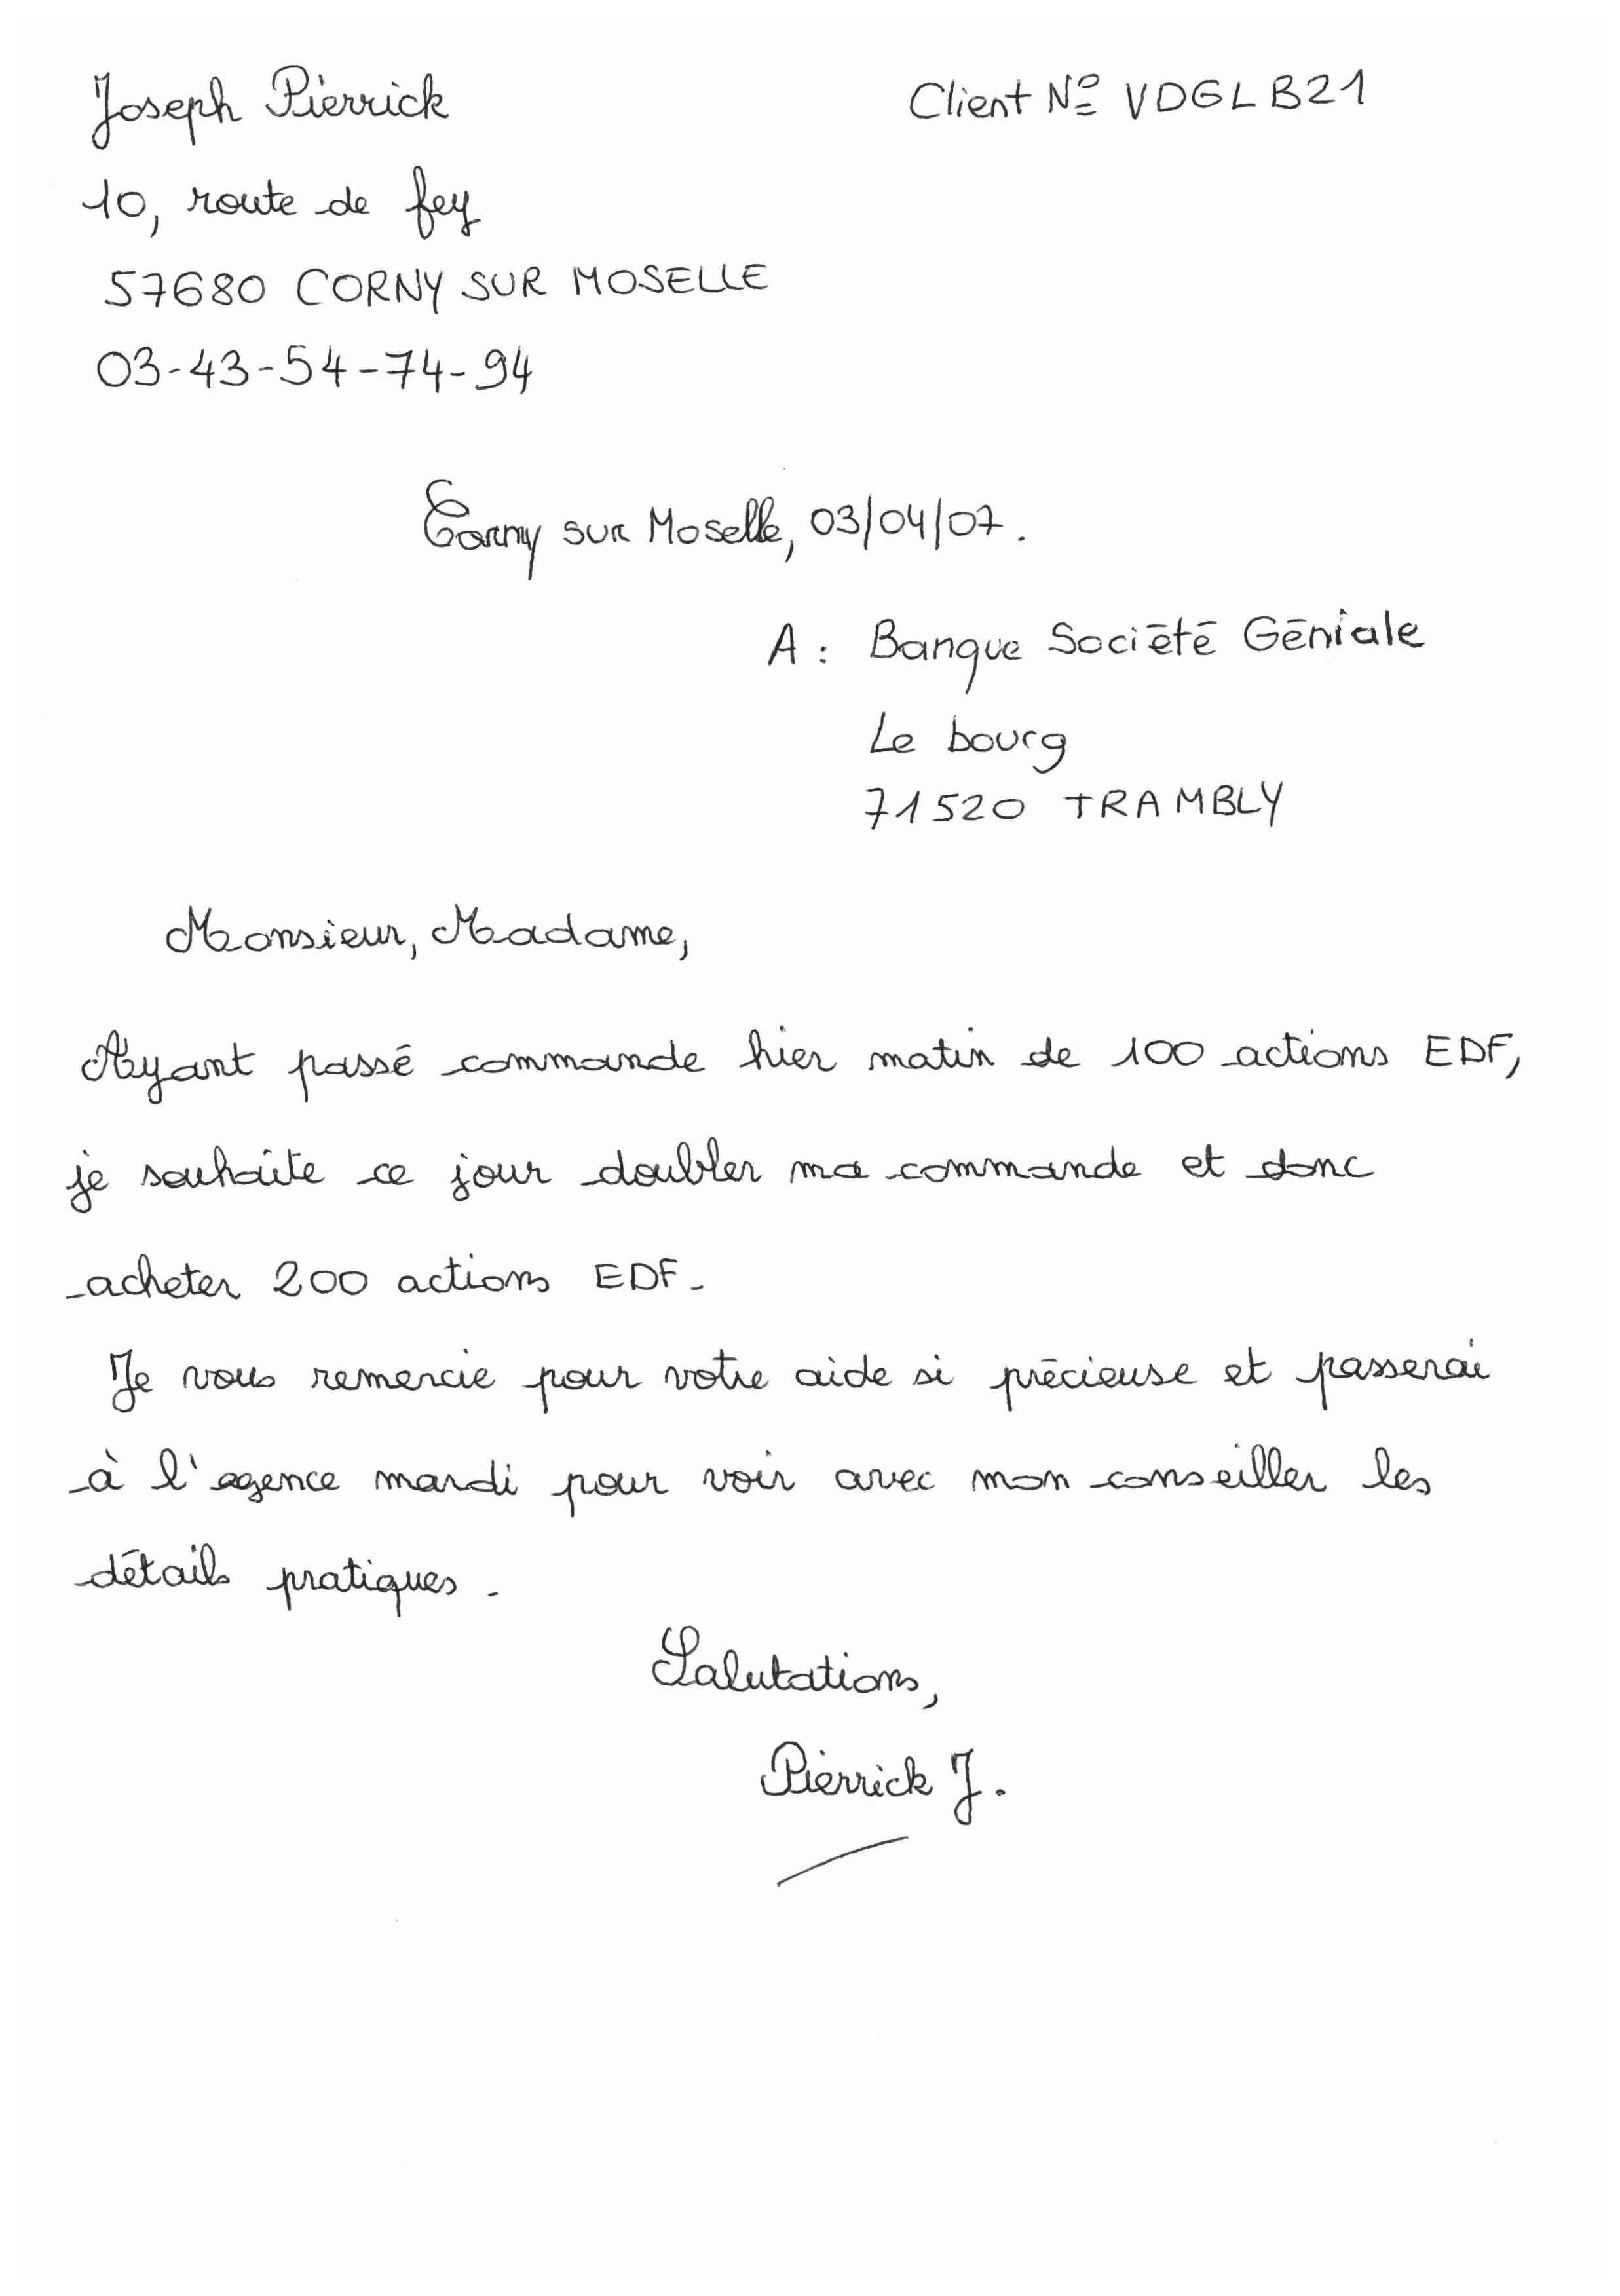 Joseph Pierrick
Client N° VDGLB21
10, route de fey
57680 CORNY SUR MOSELLE
03-43-54-74-94
Corny sur Moselle, 03/04/07.
A : Banque Société Géniale
Le bourg
71520 TRAMBLY
Monsieur, Madame,
Ayant passé commande hier matin de 100 actions EDF,
je souhaite ce jour doubler ma commande et donc
acheter 200 actions EDF.
Je vous remercie pour votre aide si précieuse et passerai
à l'agence mardi pour voir avec mon conseiller les
détails pratiques.
Salutations,
Pierrick J.